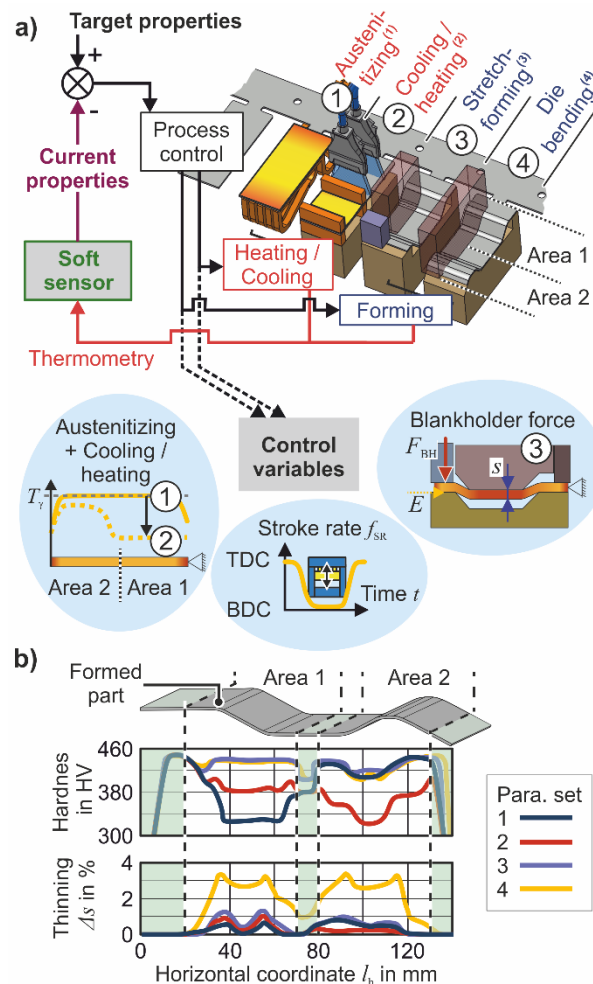 a)
Target properties
+
-
Process
control
Current
properties
Soft
sensor
Thermometry
Austeni-
tizing(1)
Cooling /
heating(2)
Stretch-
forming(3)
Die
bending(4)
1
2
3
4
Area 1
Area 2
Heating /
Cooling
Forming
Control
variables
Austenitizing
+ Cooling /
heating
Tγ
1
2
Area 2
Area 1
Stroke rate fSR
TDC
BDC
Time t
Blankholder force
FBH
s
3
E
b)
Formed
part
Area 1
Area 2
Hardness
in HV
460
380
300
Thinning
Δs in %
4
2
0
0
40
80
120
Horizontal coordinate lh in mm
Para. set
1
2
3
4